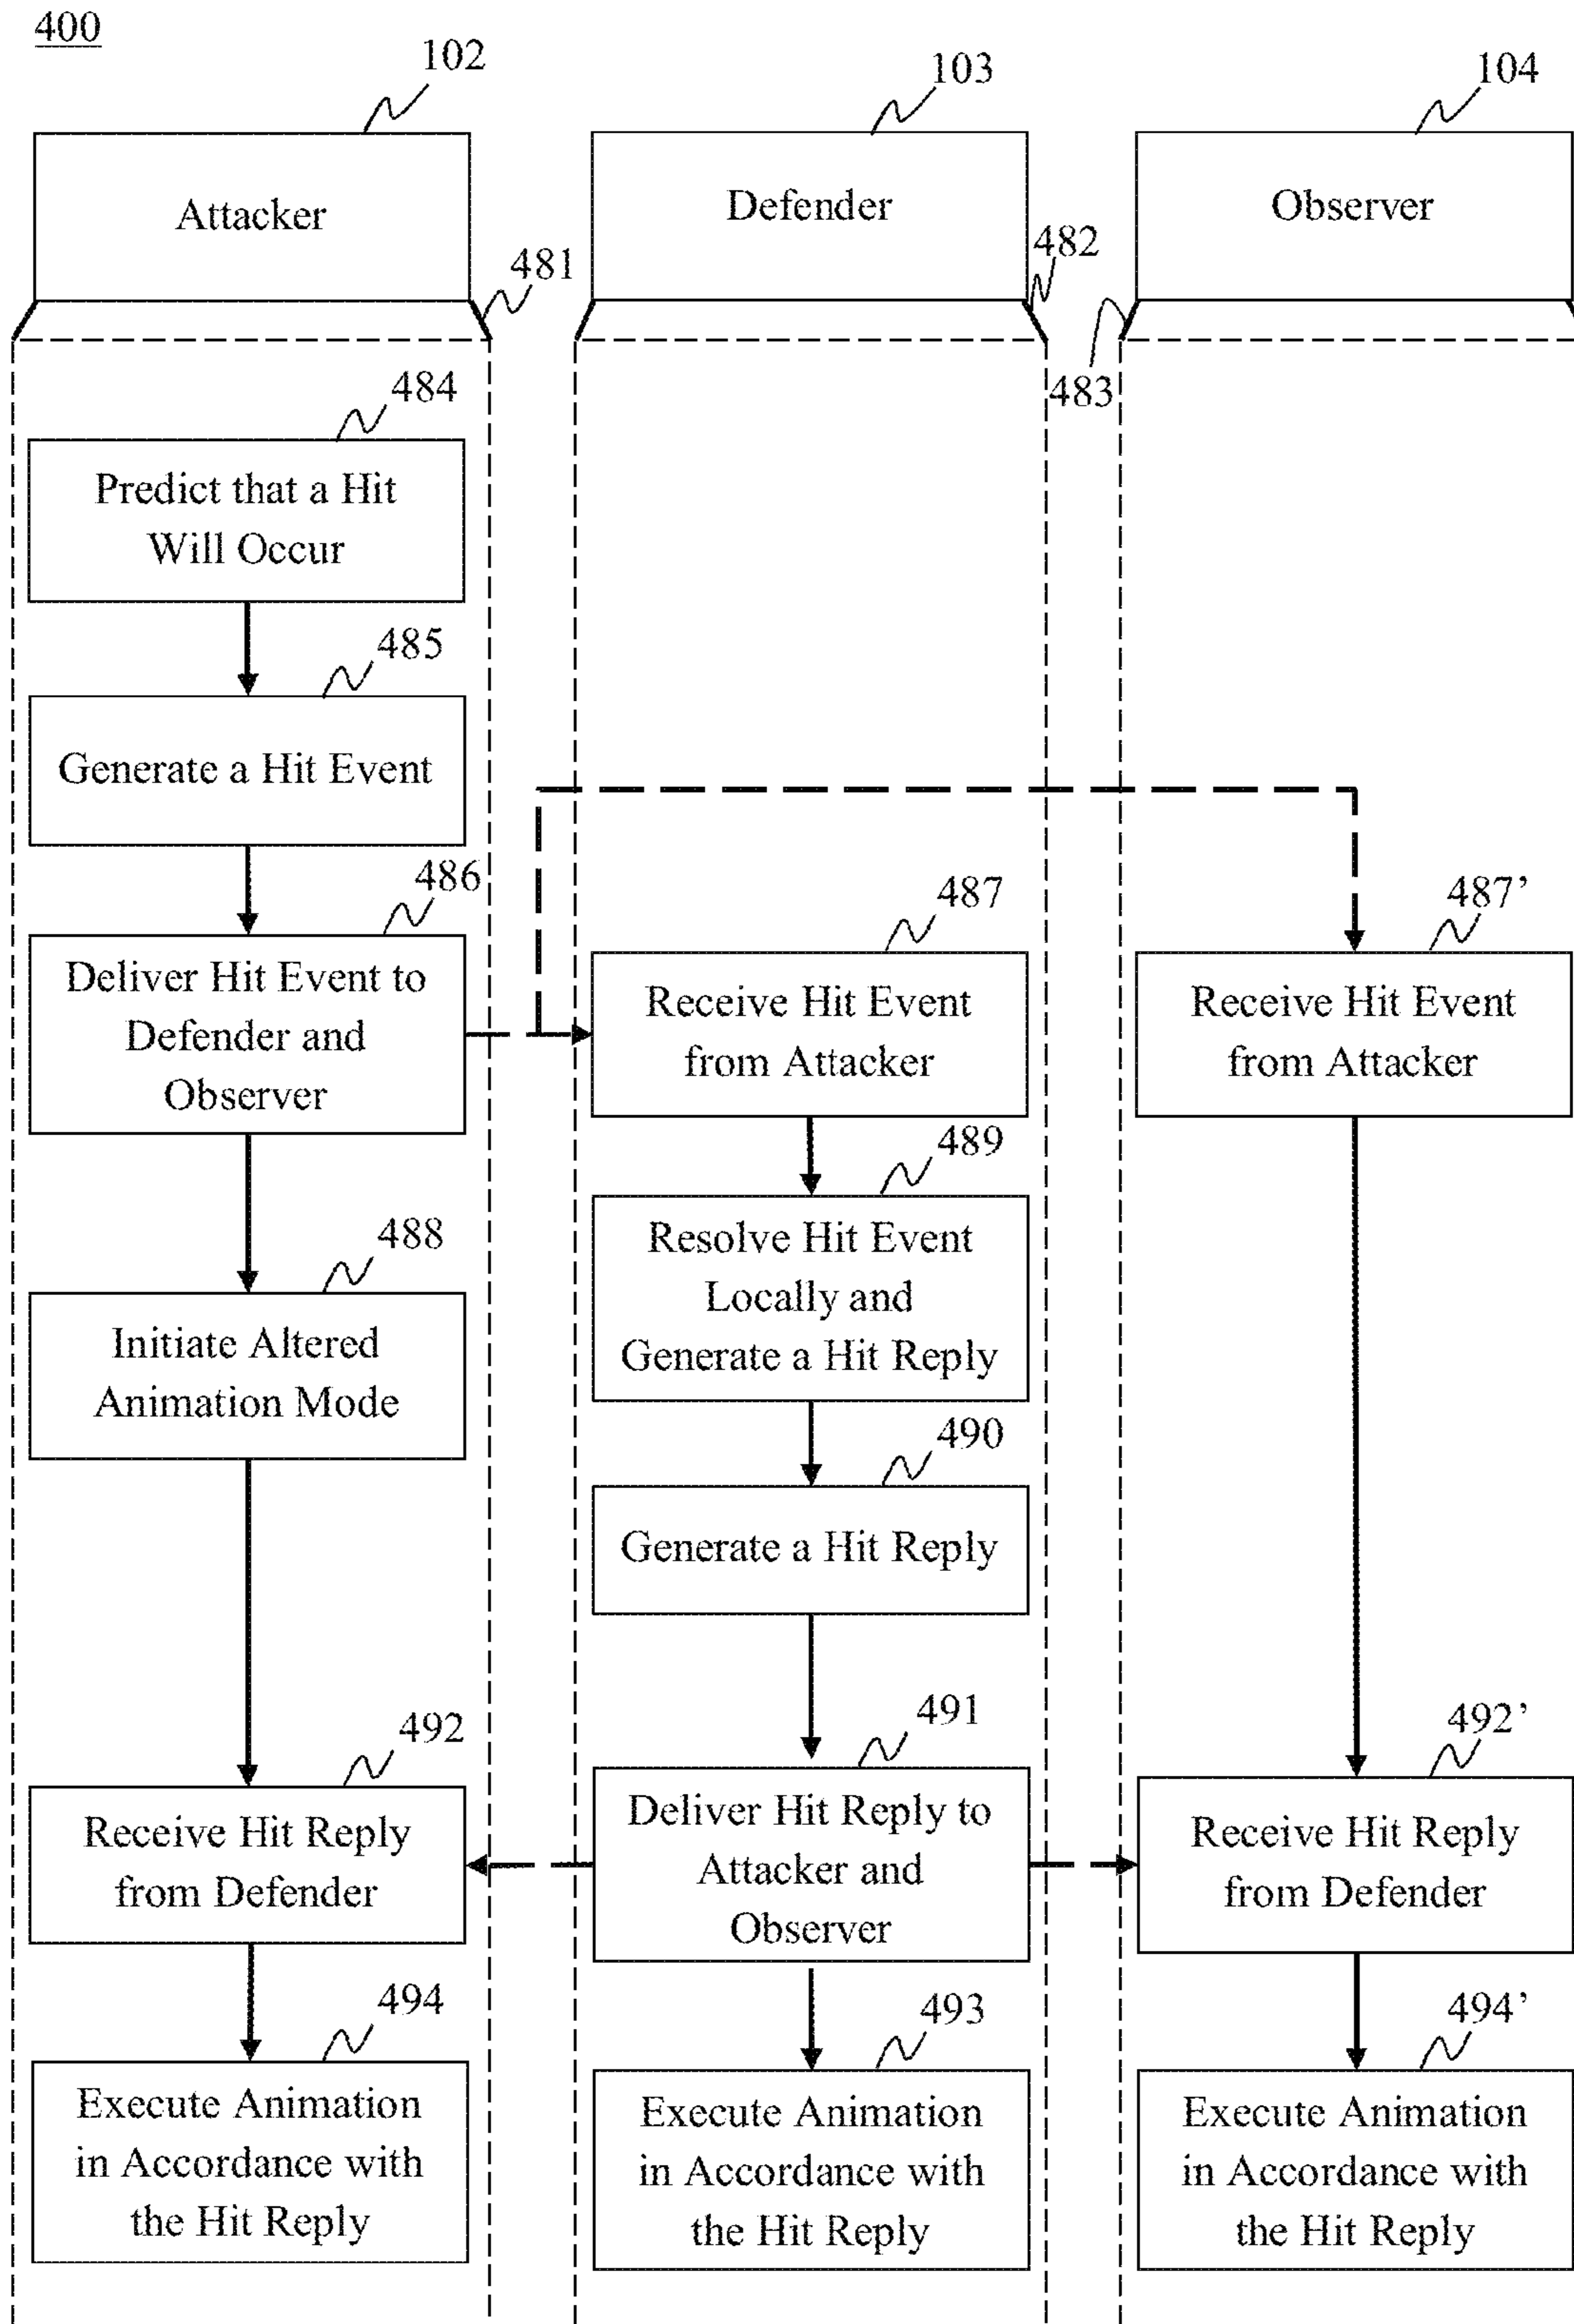 400
102
103
104
Attacker
Defender
Observer
481
482
483
484
Predict that a Hit
Will Occur
485
Generate a Hit Event
486
Deliver Hit Event to
Defender and
Observer
487
Receive Hit Event
from Attacker
487’
Receive Hit Event
from Attacker
489
Resolve Hit Event
Locally and
Generate a Hit Reply
488
Initiate Altered
Animation Mode
490
Generate a Hit Reply
492
Receive Hit Reply
from Defender
491
Deliver Hit Reply to
Attacker and
Observer
492’
Receive Hit Reply
from Defender
494
Execute Animation
in Accordance with
the Hit Reply
493
Execute Animation
in Accordance with
the Hit Reply
494’
Execute Animation
in Accordance with
the Hit Reply